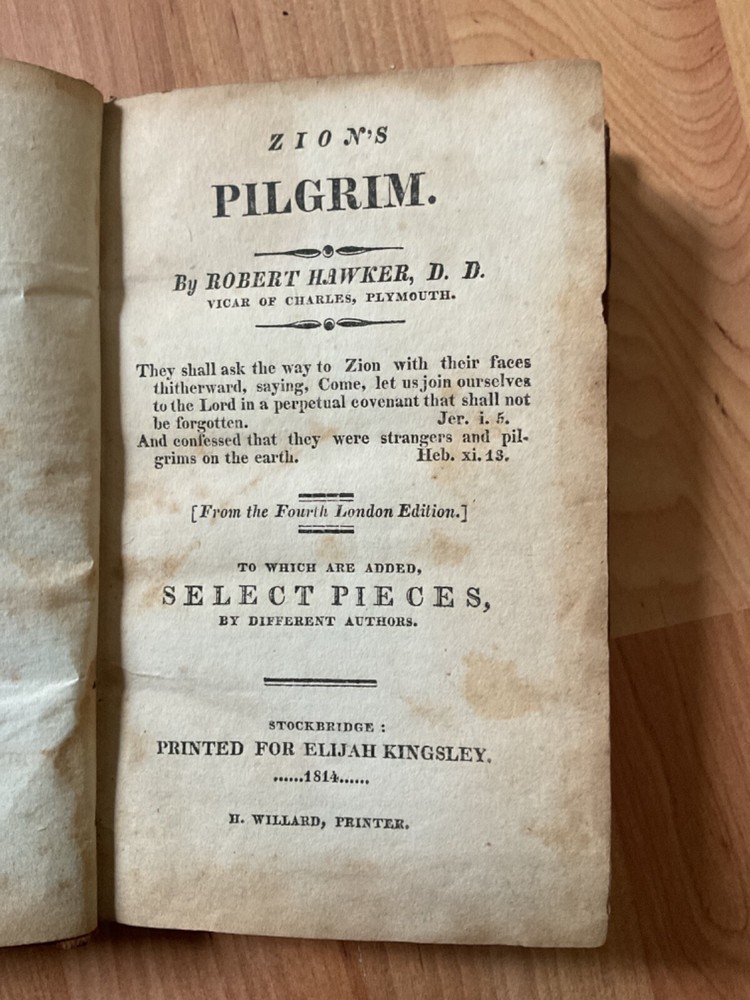 ZION'S
PILGRIM.
By ROBERT HAWKER, D. D.
VICAR OF CHARLES, PLYMOUTH.
They shall ask the way to Zion with their faces
thitherward, saying, Come, let us join ourselves
to the Lord in a perpetual covenant that shall not
be forgotten. Jer. i. 5.
And confessed that they were strangers and pil-
grims on the earth. Heb. xi. 13.
[From the Fourth London Edition.]
TO WHICH ARE ADDED,
SELECT PIECES,
BY DIFFERENT AUTHORS.
STOCKBRIDGE :
PRINTED FOR ELIJAH KINGSLEY.
......1814......
H. WILLARD, PRINTER.